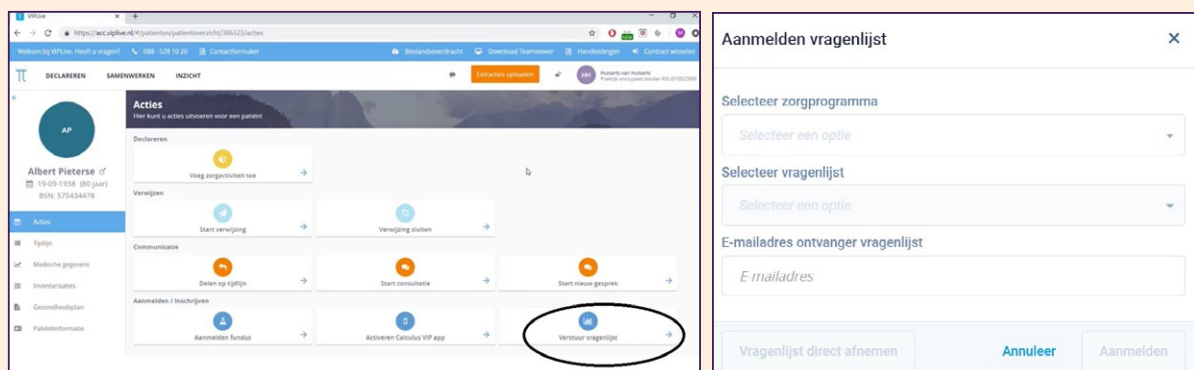 VIPLive
https://acc.viplive.nl/#/patienten/patientoverzicht/386323/acties
Welkom bij VIPLive. Heeft u vragen? 088 - 528 10 20 Contactformulier Bestandsoverdracht Download Teamviewer Handleidingen Contract wisselen
DECLAREREN SAMENWERKEN INZICHT Extracties uploaden HH Huisarts van Huisarts
AP
Albert Pieterse
19-09-1938 (80 jaar)
BSN: 575434478
Acties
Tijdlijn
Medische gegevens
Inventarisaties
Gezondheidsplan
Patientinformatie
Acties
Hier kunt u acties uitvoeren voor een patiënt
Declareren
Voeg zorgactiviteit toe
Verwijzen
Start verwijzing
Verwijzing sluiten
Communicatie
Delen op tijdlijn
Start consultatie
Start nieuw gesprek
Aanmelden / Inschrijven
Aanmelden fundus
Activeren Calculus VIP app
Verstuur vragenlijst
Aanmelden vragenlijst
Selecteer zorgprogramma
Selecteer een optie
Selecteer vragenlijst
Selecteer een optie
E-mailadres ontvanger vragenlijst
E-mailadres
Vragenlijst direct afnemen Annuleer Aanmelden